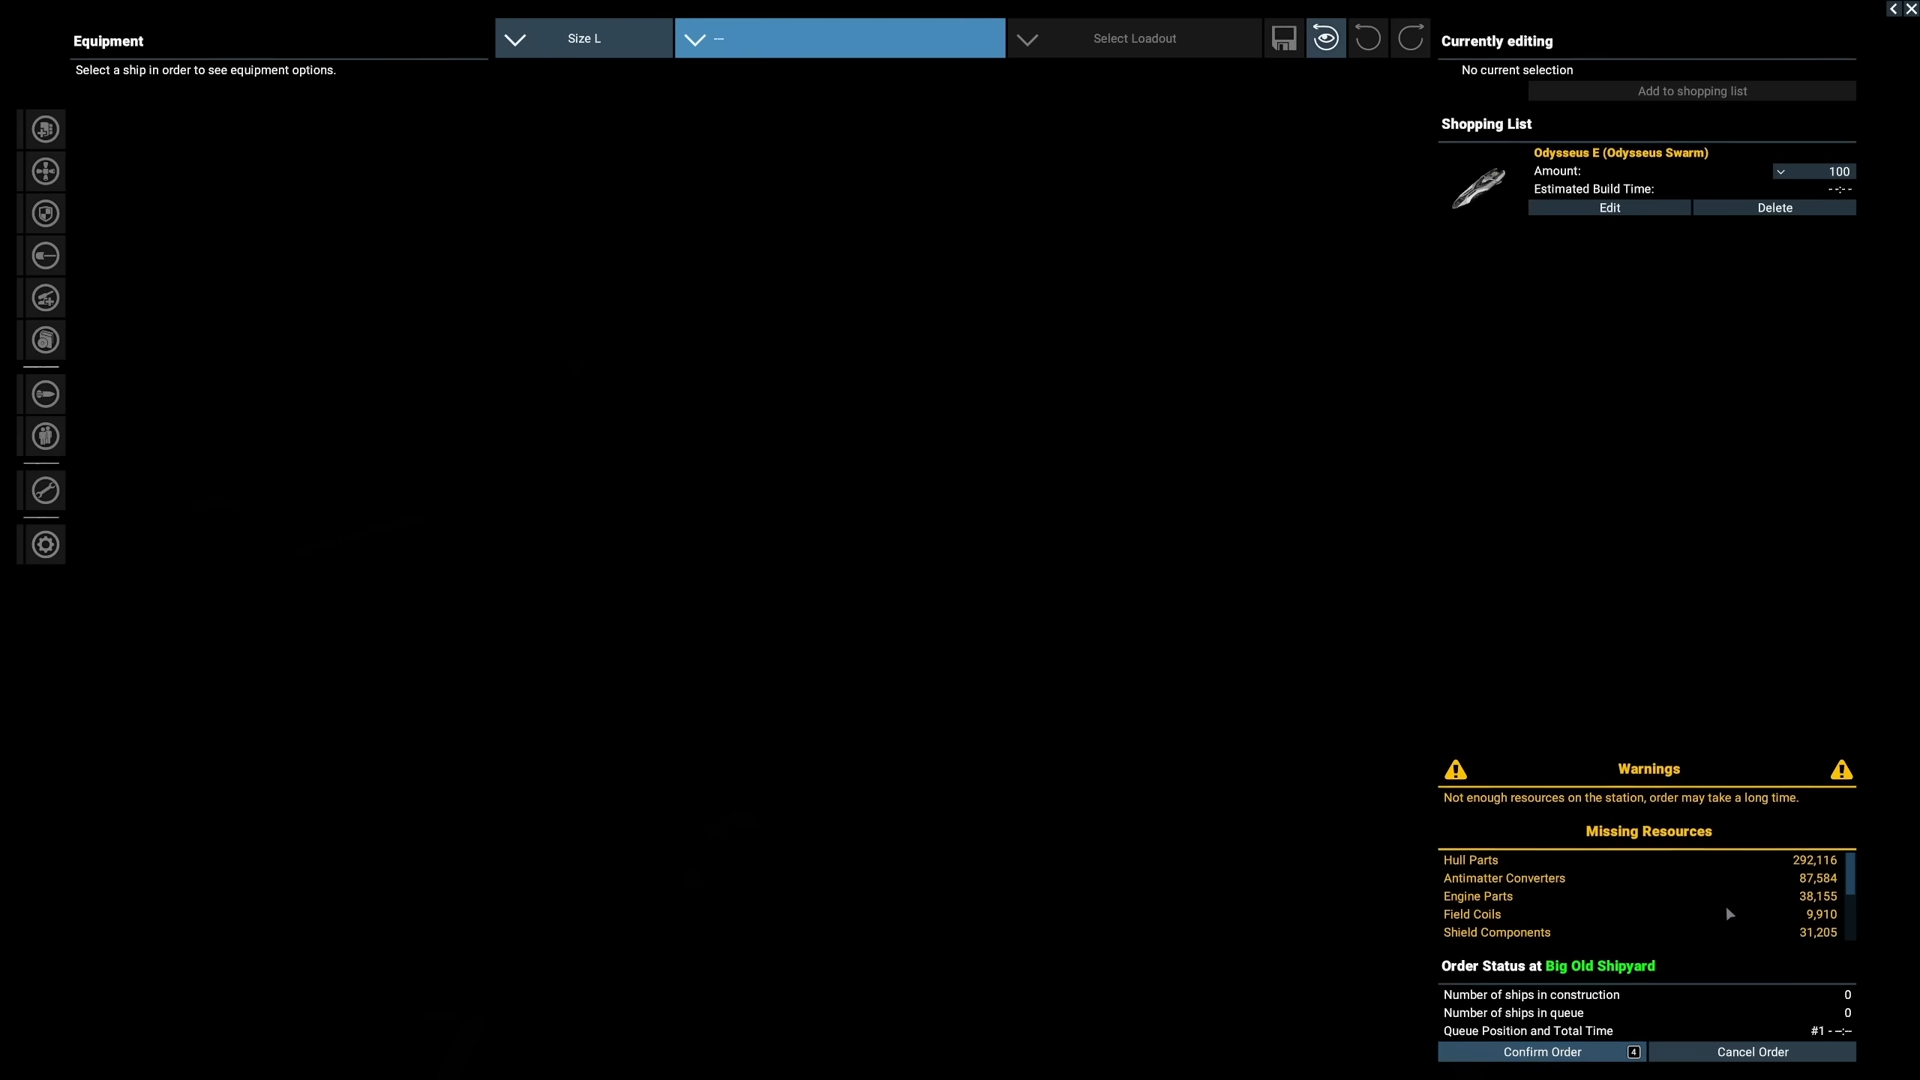 Equipment
Select a ship in order to see equipment options.
Size L
---
Select Loadout
Currently editing
No current selection
Add to shopping list
Shopping List
Odysseus E (Odysseus Swarm)
Amount: 100
Estimated Build Time: --:--
Edit Delete
Warnings
Not enough resources on the station, order may take a long time.
Missing Resources
Hull Parts 292,116
Antimatter Converters 87,584
Engine Parts 38,155
Field Coils 9,910
Shield Components 31,205
Order Status at Big Old Shipyard
Number of ships in construction 0
Number of ships in queue 0
Queue Position and Total Time #1 - --:--
Confirm Order 4 Cancel Order